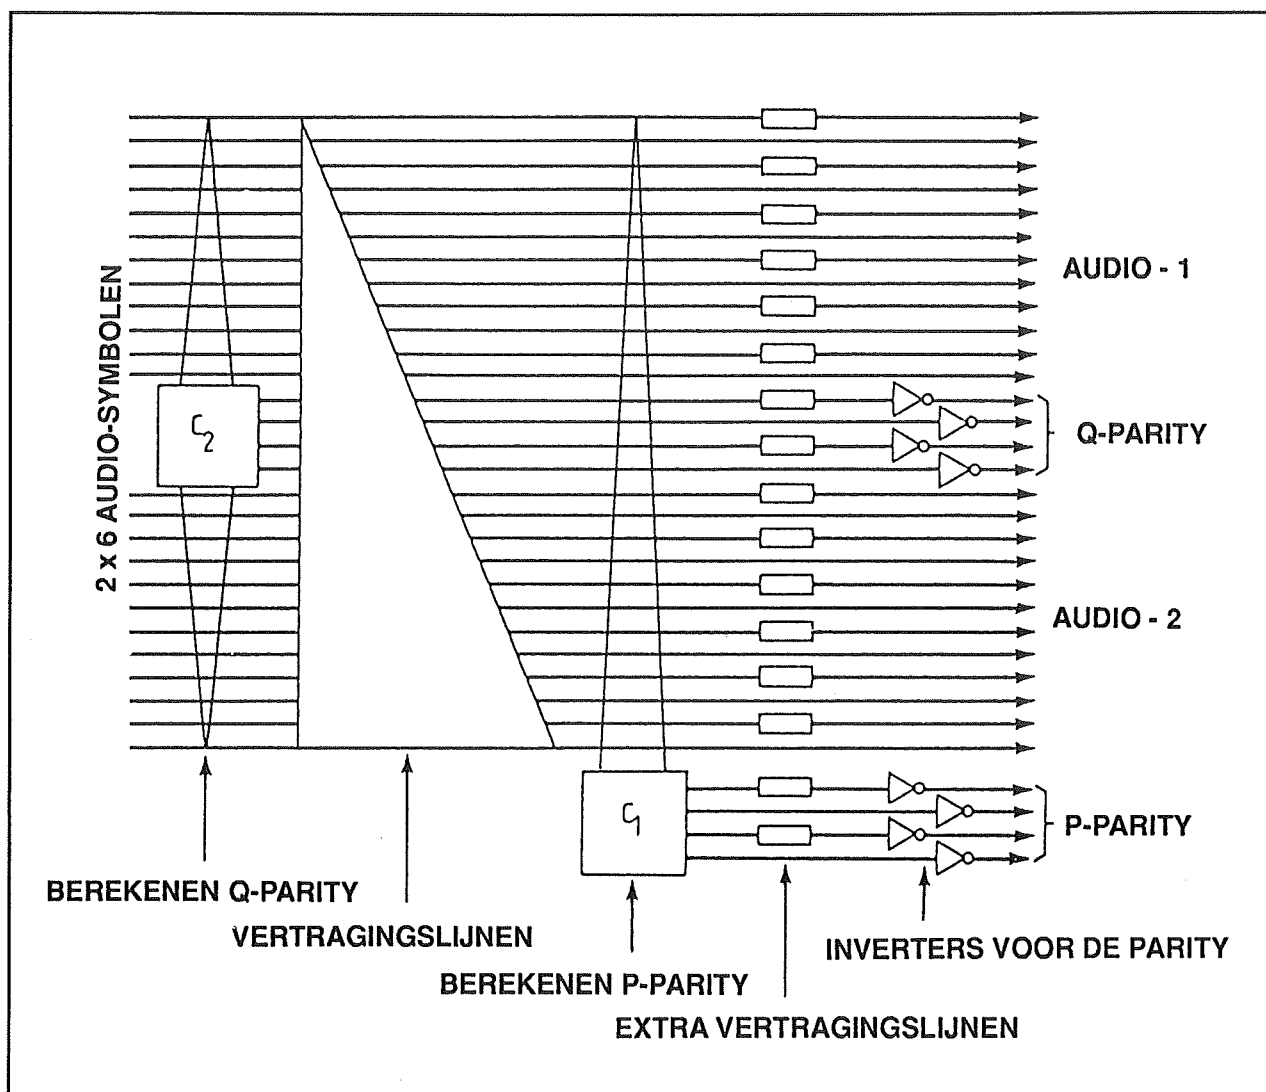 2 x 6 AUDIO-SYMBOLEN
AUDIO - 1
C2
Q-PARITY
AUDIO - 2
C1
P-PARITY
BEREKENEN Q-PARITY
VERTRAGINGSLIJNEN
INVERTERS VOOR DE PARITY
BEREKENEN P-PARITY
EXTRA VERTRAGINGSLIJNEN